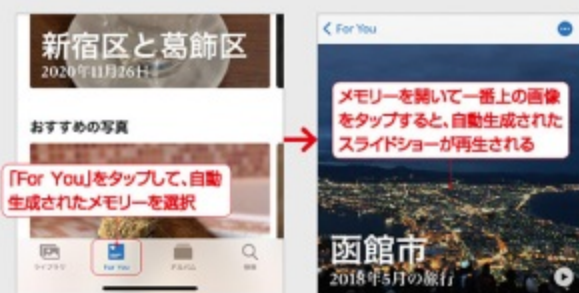 新宿区と葛飾区
2020年11月26日
おすすめの写真
「For You」をタップして、自動
生成されたメモリーを選択
ライブラリ
For You
アルバム
検索
For You
メモリーを開いて一番上の画像
をタップすると、自動生成された
スライドショーが再生される
函館市
2018年5月の旅行